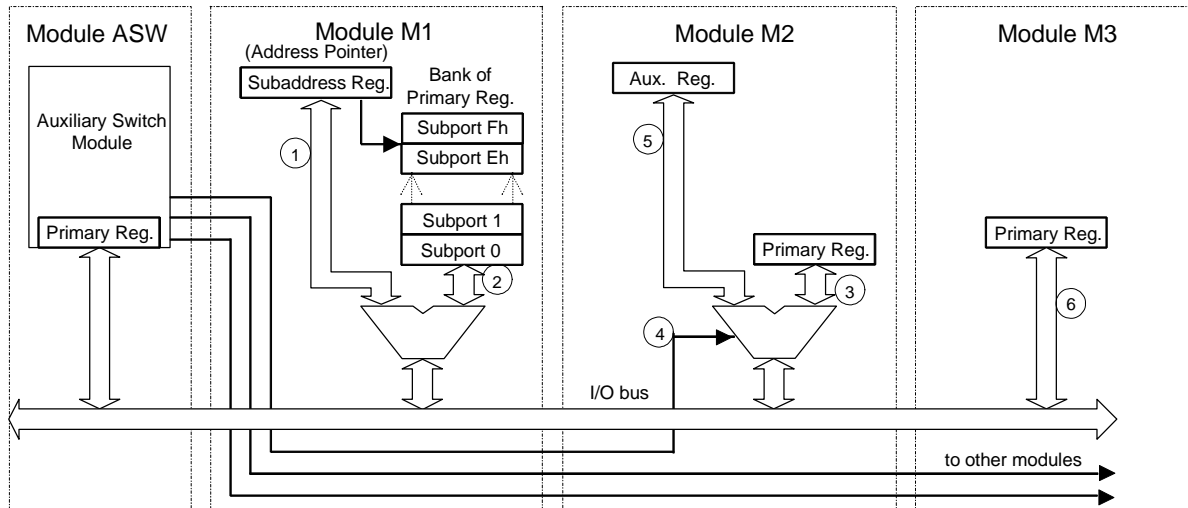 Module ASW
Module M1
Module M2
Module M3
(Address Pointer)
Subaddress Reg.
Bank of
Primary Reg.
Aux. Reg.
Auxiliary Switch
Module
Subport Fh
Subport Eh
1
5
Subport 1
Subport 0
Primary Reg.
Primary Reg.
Primary Reg.
2
3
6
4
I/O bus
to other modules